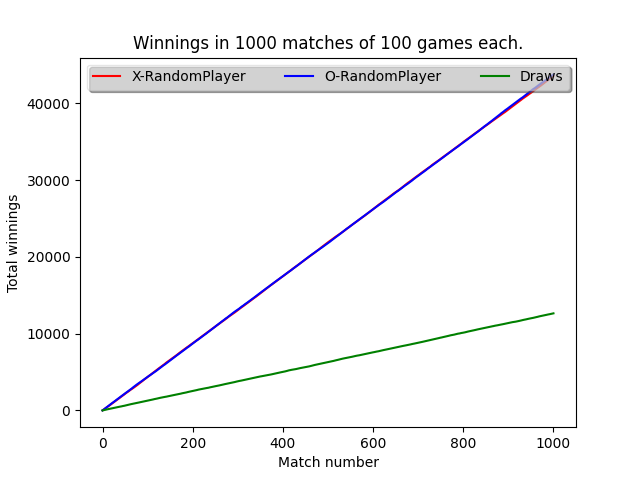 Winnings in 1000 matches of 100 games each.
X-RandomPlayer O-RandomPlayer Draws
Total winnings
40000
30000
20000
10000
0
0 200 400 600 800 1000
Match number